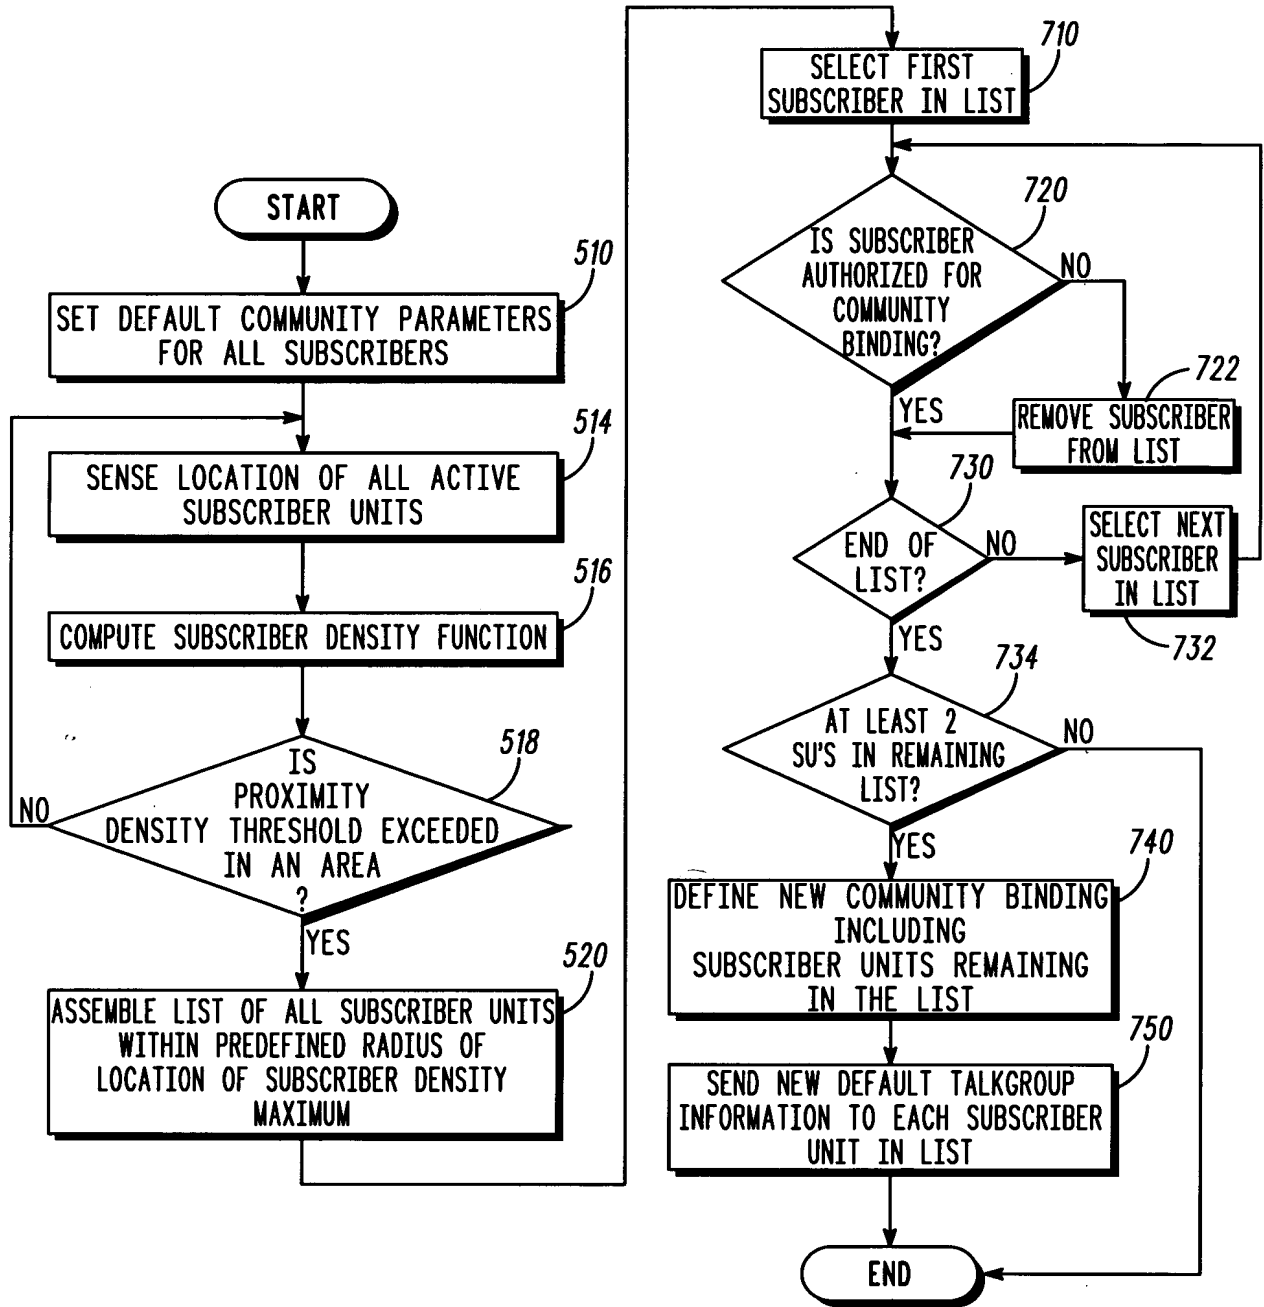 START
510
SET DEFAULT COMMUNITY PARAMETERS
FOR ALL SUBSCRIBERS
514
SENSE LOCATION OF ALL ACTIVE
SUBSCRIBER UNITS
516
COMPUTE SUBSCRIBER DENSITY FUNCTION
518
IS
PROXIMITY
DENSITY THRESHOLD EXCEEDED
IN AN AREA
?
NO
YES
520
ASSEMBLE LIST OF ALL SUBSCRIBER UNITS
WITHIN PREDEFINED RADIUS OF
LOCATION OF SUBSCRIBER DENSITY
MAXIMUM
710
SELECT FIRST
SUBSCRIBER IN LIST
720
IS SUBSCRIBER
AUTHORIZED FOR
COMMUNITY
BINDING?
NO
YES
722
REMOVE SUBSCRIBER
FROM LIST
730
END OF
LIST?
NO
YES
SELECT NEXT
SUBSCRIBER
IN LIST
732
734
AT LEAST 2
SU'S IN REMAINING
LIST?
NO
YES
740
DEFINE NEW COMMUNITY BINDING
INCLUDING
SUBSCRIBER UNITS REMAINING
IN THE LIST
750
SEND NEW DEFAULT TALKGROUP
INFORMATION TO EACH SUBSCRIBER
UNIT IN LIST
END